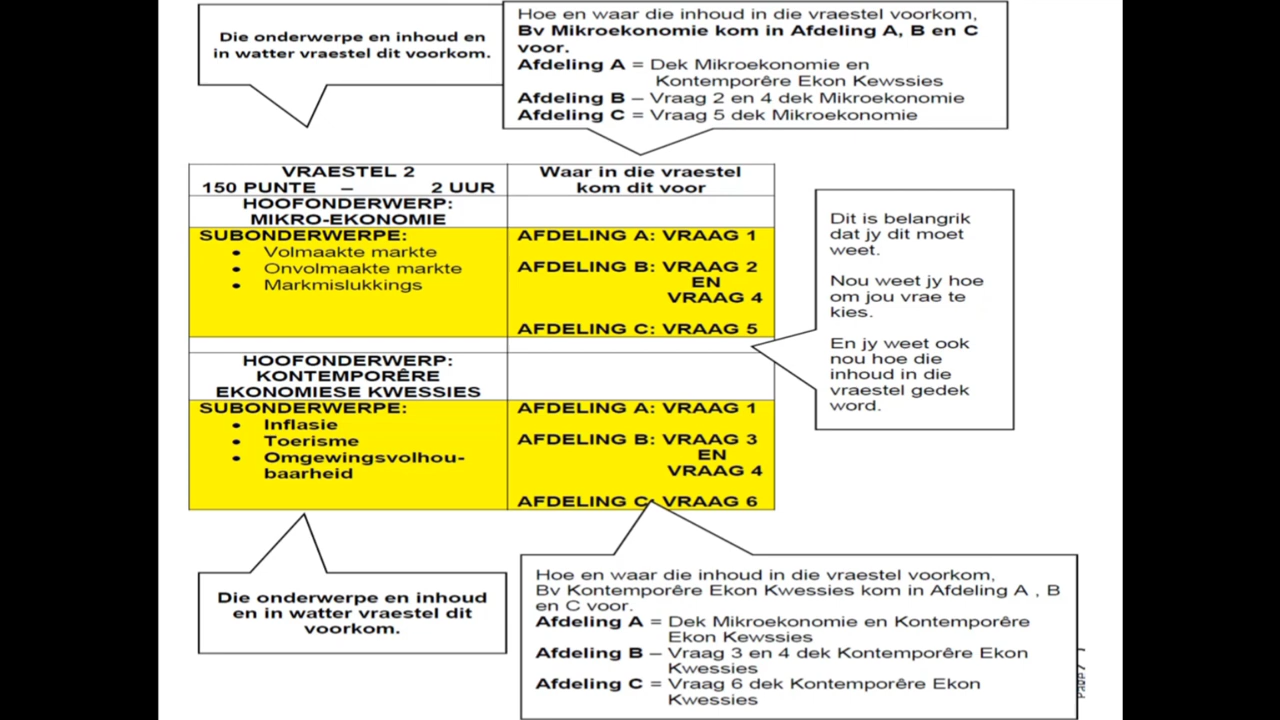 Die onderwerpe en inhoud en
in watter vraestel dit voorkom.
Hoe en waar die inhoud in die vraestel voorkom,
Bv Mikroekonomie kom in Afdeling A, B en C
voor.
Afdeling A = Dek Mikroekonomie en
Kontemporêre Ekon Kewssies
Afdeling B – Vraag 2 en 4 dek Mikroekonomie
Afdeling C = Vraag 5 dek Mikroekonomie
VRAESTEL 2
150 PUNTE – 2 UUR
Waar in die vraestel
kom dit voor
HOOFONDERWERP:
MIKRO-EKONOMIE
SUBONDERWERPE:
• Volmaakte markte
• Onvolmaakte markte
• Markmislukkings
AFDELING A: VRAAG 1
AFDELING B: VRAAG 2
EN
VRAAG 4
AFDELING C: VRAAG 5
HOOFONDERWERP:
KONTEMPORÊRE
EKONOMIESE KWESSIES
SUBONDERWERPE:
• Inflasie
• Toerisme
• Omgewingsvolhou-
baarheid
AFDELING A: VRAAG 1
AFDELING B: VRAAG 3
EN
VRAAG 4
AFDELING C: VRAAG 6
Dit is belangrik
dat jy dit moet
weet.
Nou weet jy hoe
om jou vrae te
kies.
En jy weet ook
nou hoe die
inhoud in die
vraestel gedek
word.
Die onderwerpe en inhoud
en in watter vraestel dit
voorkom.
Hoe en waar die inhoud in die vraestel voorkom,
Bv Kontemporêre Ekon Kwessies kom in Afdeling A , B
en C voor.
Afdeling A = Dek Mikroekonomie en Kontemporêre
Ekon Kewssies
Afdeling B – Vraag 3 en 4 dek Kontemporêre Ekon
Kwessies
Afdeling C = Vraag 6 dek Kontemporêre Ekon
Kwessies